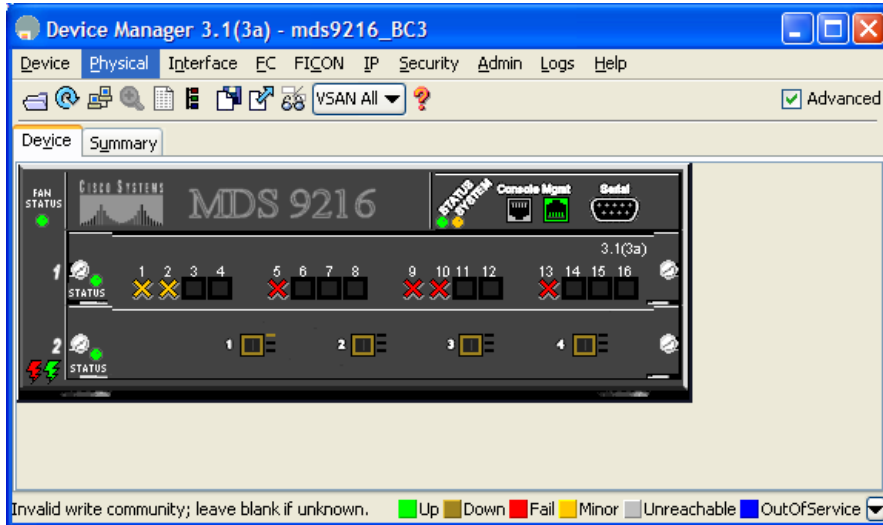 Device Manager 3.1(3a) - mds9216_BC3
Device Physical Interface FC FICON IP Security Admin Logs Help
VSAN All Advanced
Device Summary
FAN STATUS
CISCO SYSTEMS
MDS 9216
STATUS
SYSTEM
Console Mgmt Serial
3.1(3a)
1 STATUS
1 2 3 4 5 6 7 8 9 10 11 12 13 14 15 16
2 STATUS
1 2 3 4
Invalid write community; leave blank if unknown. Up Down Fail Minor Unreachable OutOfService